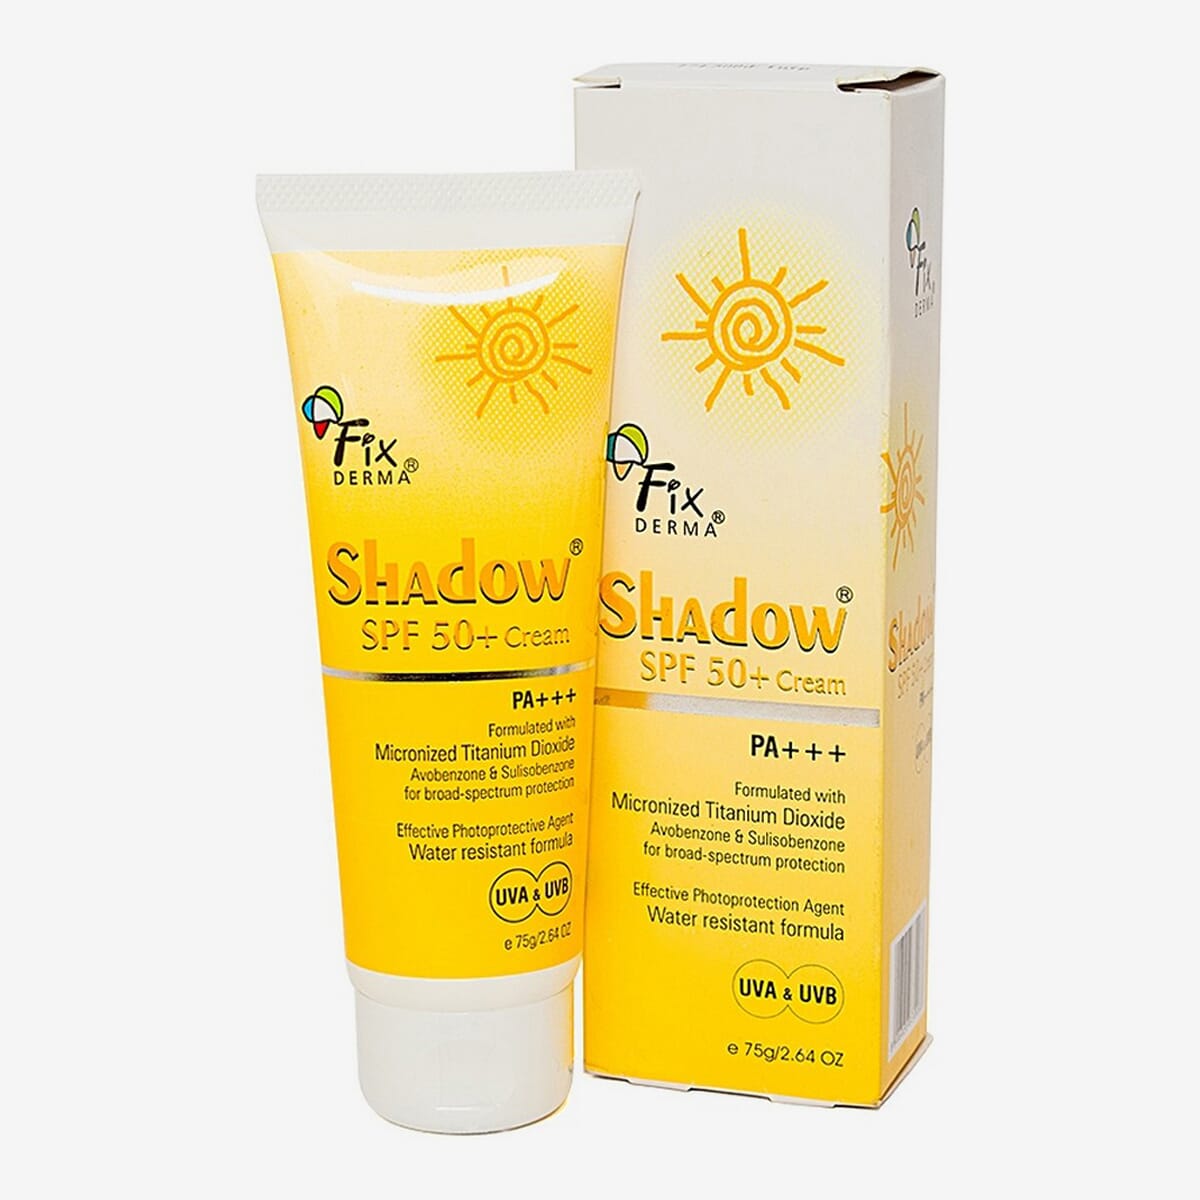 Fix
DERMA®
Shadow®
SPF 50+ Cream
PA+++
Formulated with
Micronized Titanium Dioxide
Avobenzone & Sulisobenzone
for broad-spectrum protection
Effective Photoprotective Agent
Water resistant formula
UVA & UVB
e 75g/2.64 OZ
Fix
DERMA®
Shadow®
SPF 50+ Cream
PA+++
Formulated with
Micronized Titanium Dioxide
Avobenzone & Sulisobenzone
for broad-spectrum protection
Effective Photoprotection Agent
Water resistant formula
UVA & UVB
e 75g/2.64 OZ
Fix
DERMA®
Shadow
SPF 50+ Cream